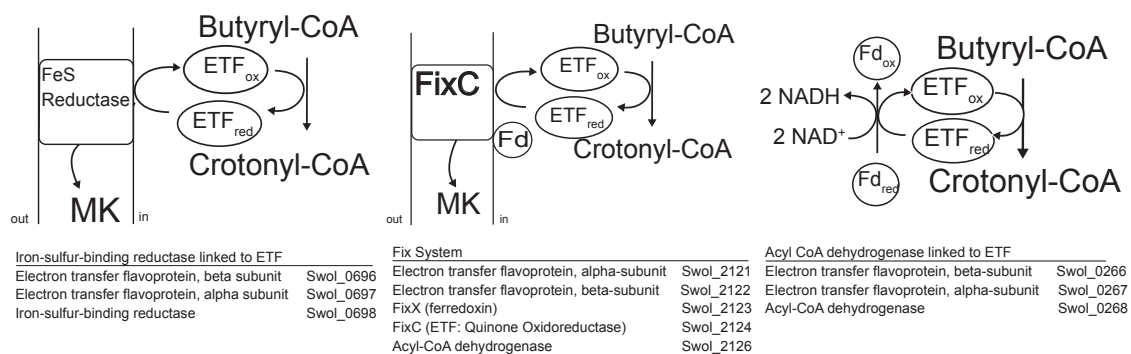 Butyryl-CoA
FeS
Reductase
ETFox
ETFred
Crotonyl-CoA
MK
out
in
Iron-sulfur-binding reductase linked to ETF
Electron transfer flavoprotein, beta subunit Swol_0696
Electron transfer flavoprotein, alpha subunit Swol_0697
Iron-sulfur-binding reductase Swol_0698
Butyryl-CoA
FixC
ETFox
ETFred
Fd
Crotonyl-CoA
MK
out
in
Fix System
Electron transfer flavoprotein, alpha-subunit Swol_2121
Electron transfer flavoprotein, beta-subunit Swol_2122
FixX (ferredoxin) Swol_2123
FixC (ETF: Quinone Oxidoreductase) Swol_2124
Acyl-CoA dehydrogenase Swol_2126
Fdox
Butyryl-CoA
2 NADH
ETFox
2 NAD+
ETFred
Fdred
Crotonyl-CoA
Acyl CoA dehydrogenase linked to ETF
Electron transfer flavoprotein, beta-subunit Swol_0266
Electron transfer flavoprotein, alpha-subunit Swol_0267
Acyl-CoA dehydrogenase Swol_0268